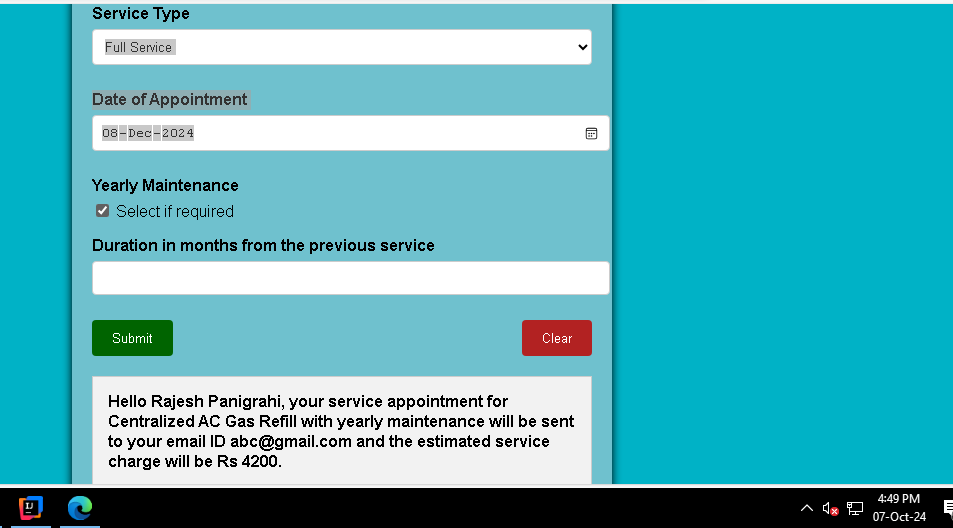 Service Type
Full Service
Date of Appointment
08-Dec-2024
Yearly Maintenance
Select if required
Duration in months from the previous service
Submit
Clear
Hello Rajesh Panigrahi, your service appointment for
Centralized AC Gas Refill with yearly maintenance will be sent
to your email ID abc@gmail.com and the estimated service
charge will be Rs 4200.
IJ
4:49 PM
07-Oct-24